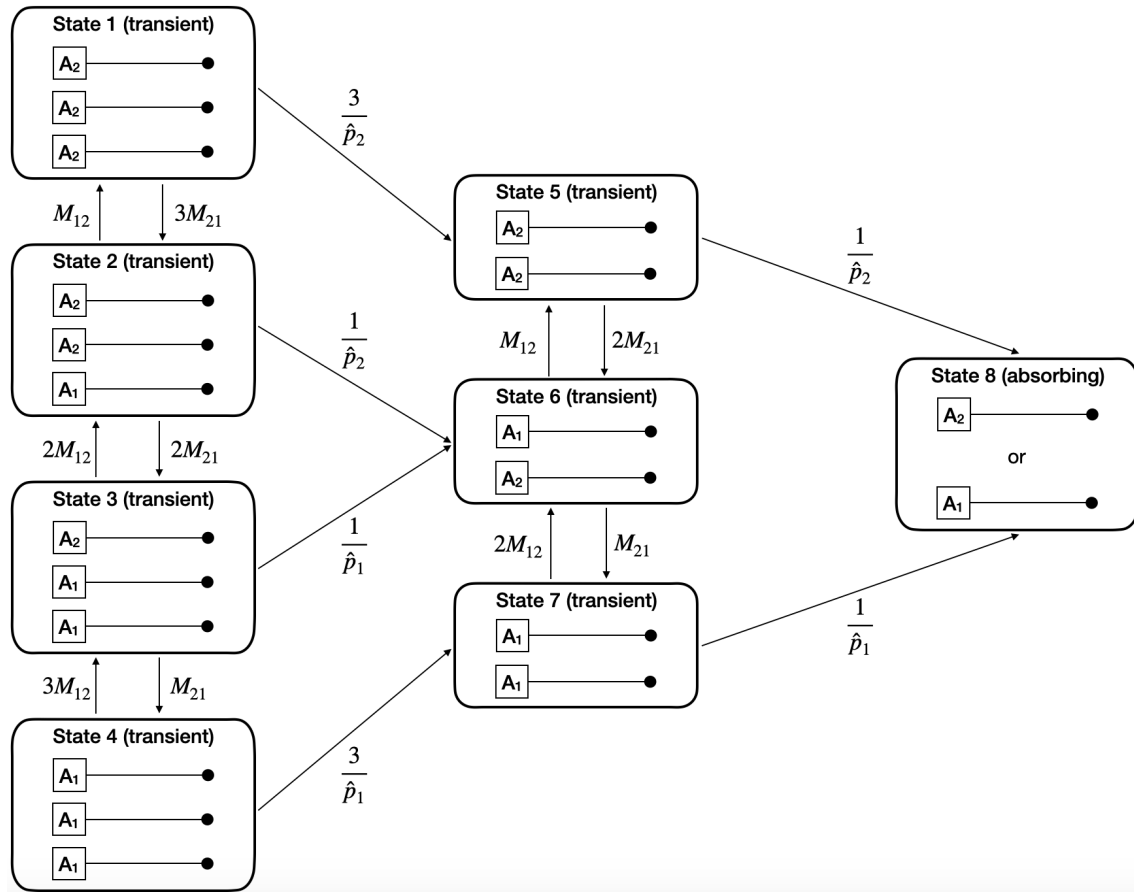 State 1 (transient)
A₂
A₂
A₂
3
p̂₂
M₁₂
3M₂₁
State 2 (transient)
A₂
A₂
A₁
1
p̂₂
2M₁₂
2M₂₁
State 3 (transient)
A₂
A₁
A₁
1
p̂₁
3M₁₂
M₂₁
State 4 (transient)
A₁
A₁
A₁
3
p̂₁
State 5 (transient)
A₂
A₂
1
p̂₂
M₁₂
2M₂₁
State 6 (transient)
A₁
A₂
2M₁₂
M₂₁
State 7 (transient)
A₁
A₁
1
p̂₁
State 8 (absorbing)
A₂
or
A₁